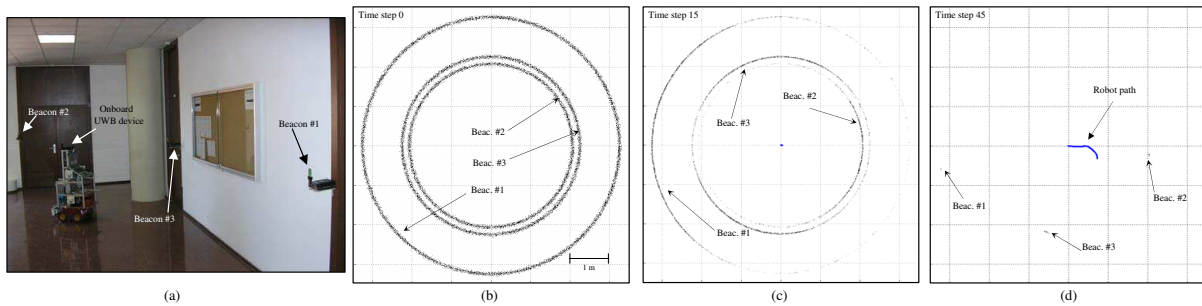 Beacon #2
Onboard
UWB device
Beacon #1
Beacon #3
(a)
Time step 0
Beac. #2
Beac. #3
Beac. #1
1 m
(b)
Time step 15
Beac. #2
Beac. #3
Beac. #1
(c)
Time step 45
Robot path
Beac. #1
Beac. #2
Beac. #3
(d)